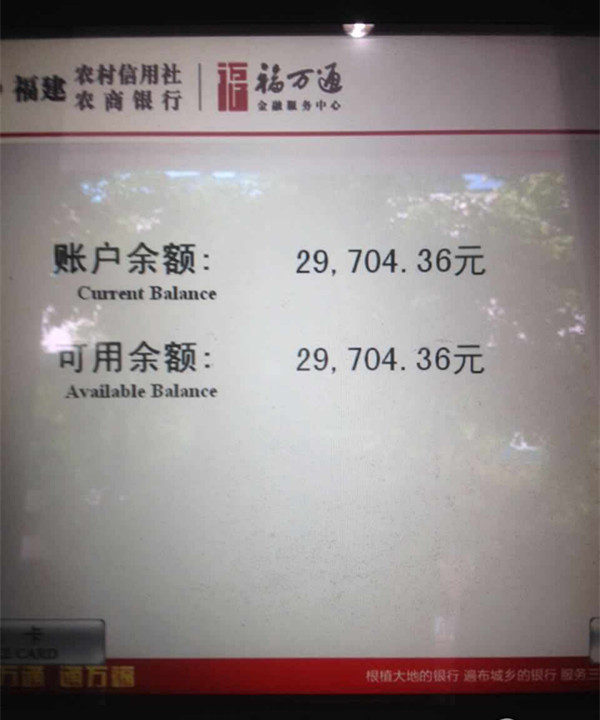 福建
农村信用社
农商银行
福
福万通
金融服务中心
账户余额: 29,704.36元
Current Balance
可用余额: 29,704.36元
Available Balance
卡
CARD
万通 福万通
根植大地的银行 遍布城乡的银行 服务三